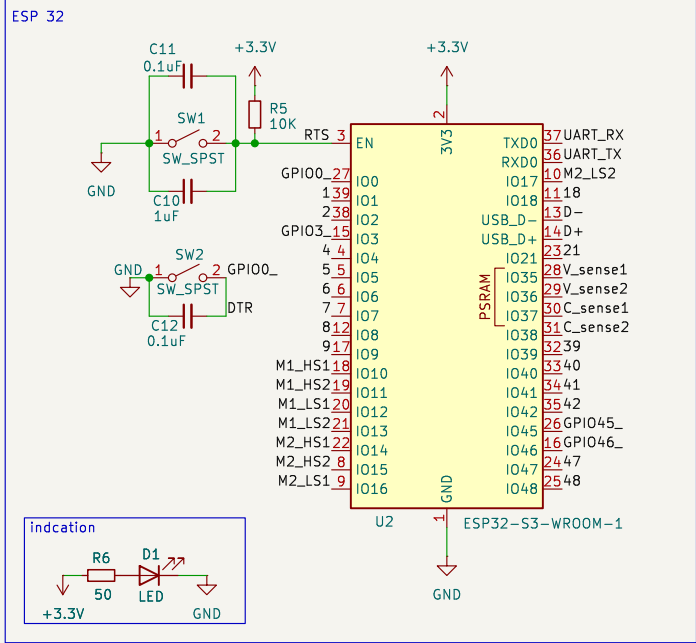 ESP 32
C11
0.1uF
+3.3V
+3.3V
R5
10K
SW1
1 2
SW_SPST
GND
C10
1uF
RTS 3 EN
2
3V3
GPIO0_ 27 IO0
1 39 IO1
2 38 IO2
GPIO3_ 15 IO3
4 4 IO4
5 5 IO5
6 6 IO6
7 7 IO7
8 12 IO8
9 17 IO9
M1_HS1 18 IO10
M1_HS2 19 IO11
M1_LS1 20 IO12
M1_LS2 21 IO13
M2_HS1 22 IO14
M2_HS2 8 IO15
M2_LS1 9 IO16
TXD0 37 UART_RX
RXD0 36 UART_TX
IO17 10 M2_LS2
IO18 11 18
USB_D- 13 D-
USB_D+ 14 D+
IO21 23 21
IO35 28 V_sense1
IO36 29 V_sense2
IO37 30 C_sense1
IO38 31 C_sense2
IO39 32 39
IO40 33 40
IO41 34 41
IO42 35 42
IO45 26 GPIO45_
IO46 16 GPIO46_
IO47 24 47
IO48 25 48
PSRAM
GND
1
U2
ESP32-S3-WROOM-1
GND
SW2
GND 1 2 GPIO0_
SW_SPST
DTR
C12
0.1uF
indcation
R6
50
D1
LED
+3.3V
GND